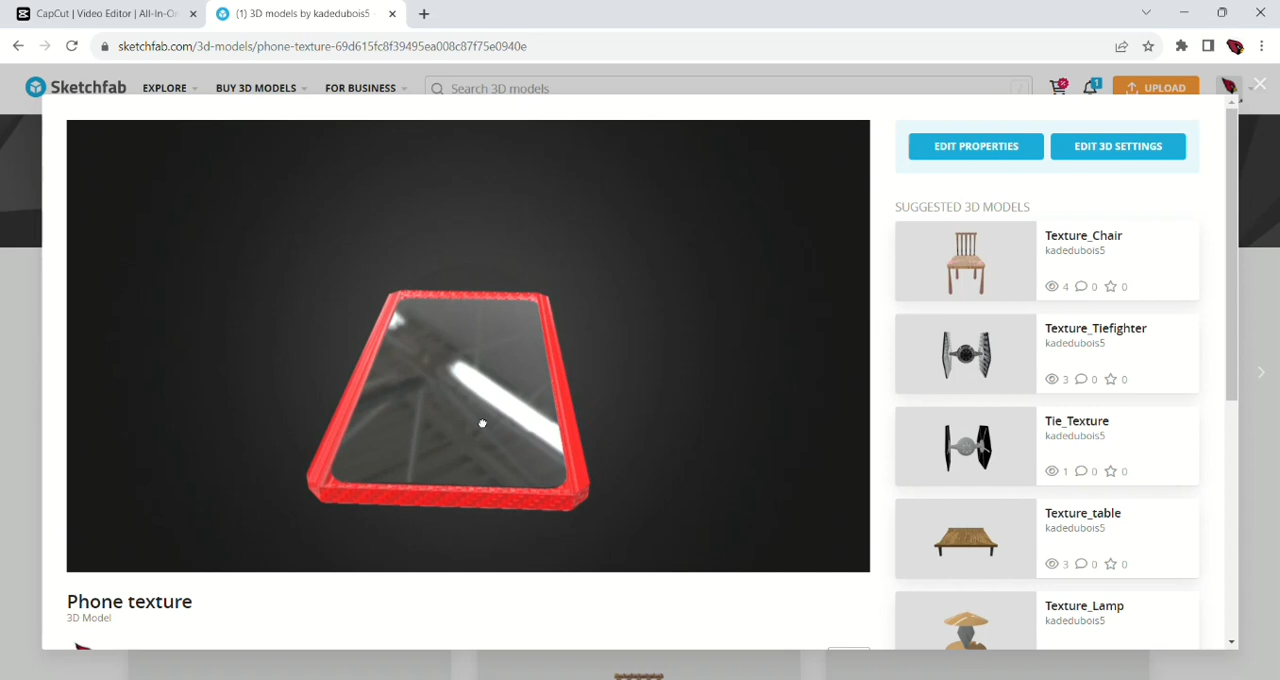 CapCut | Video Editor | All-In-On
(1) 3D models by kadedubois5
sketchfab.com/3d-models/phone-texture-69d615fc8f39495ea008c87f75e0940e
Sketchfab EXPLORE BUY 3D MODELS FOR BUSINESS Search 3D models / 1 UPLOAD
EDIT PROPERTIES EDIT 3D SETTINGS
SUGGESTED 3D MODELS
Texture_Chair
kadedubois5
4 0 0
Texture_Tiefighter
kadedubois5
3 0 0
Tie_Texture
kadedubois5
1 0 0
Texture_table
kadedubois5
3 0 0
Texture_Lamp
kadedubois5
Phone texture
3D Model